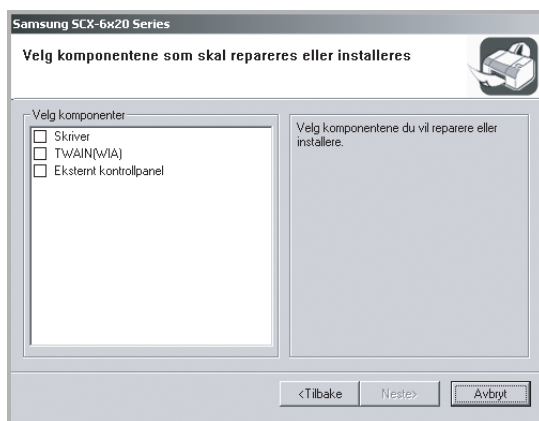 Samsung SCX-6x20 Series
Velg komponentene som skal repareres eller installeres
Velg komponenter
Skriver
TWAIN(WIA)
Eksternt kontrollpanel
Velg komponentene du vil reparere eller
installere.
<Tilbake
Neste>
Avbryt